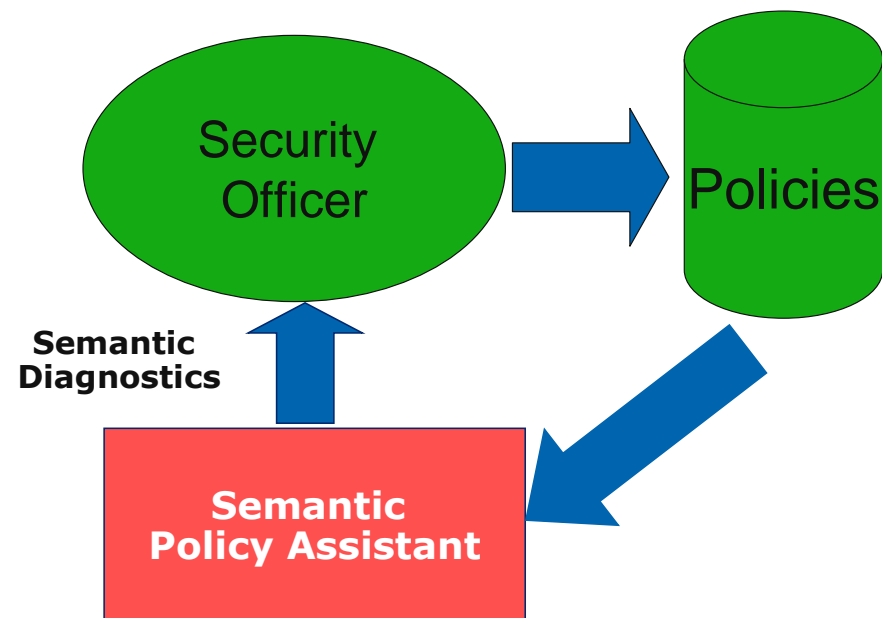 Security
Officer
Policies
Semantic
Diagnostics
Semantic
Policy Assistant